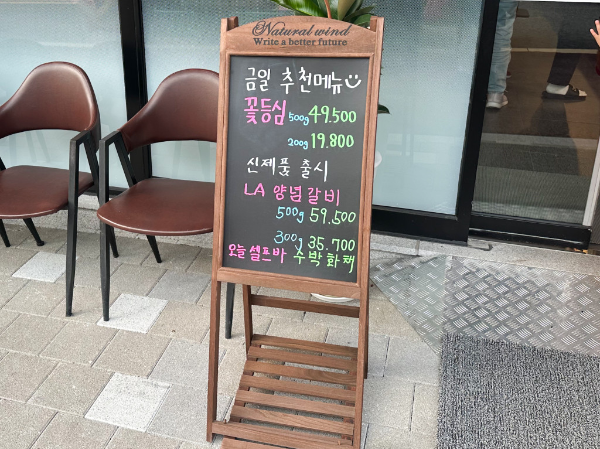 Natural wind
Write a better future
금일 추천메뉴
꽃등심 500g 49.500
200g 19.800
신제품 출시
LA 양념갈비
500g 59.500
300g 35.700
오늘 셀프바 수박화채